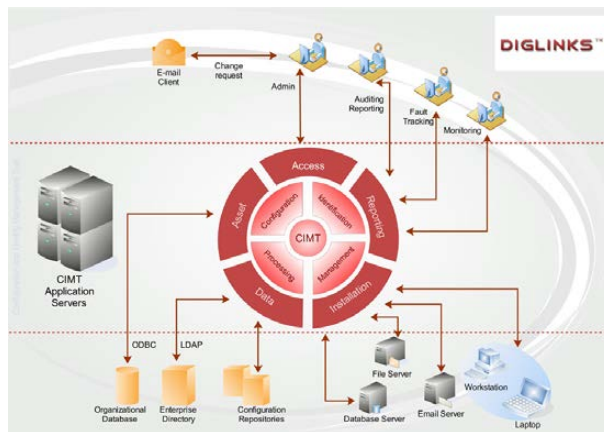 DIGLINKS™
E-mail
Client
Change
request
Admin
Auditing
Reporting
Fault
Tracking
Monitoring
Access
Asset
Reporting
Configuration
Identification
CIMT
Processing
Management
Data
Installation
CIMT
Application
Servers
ODBC
LDAP
Organizational
Database
Enterprise
Directory
Configuration
Repositories
File Server
Database Server
Email Server
Workstation
Laptop